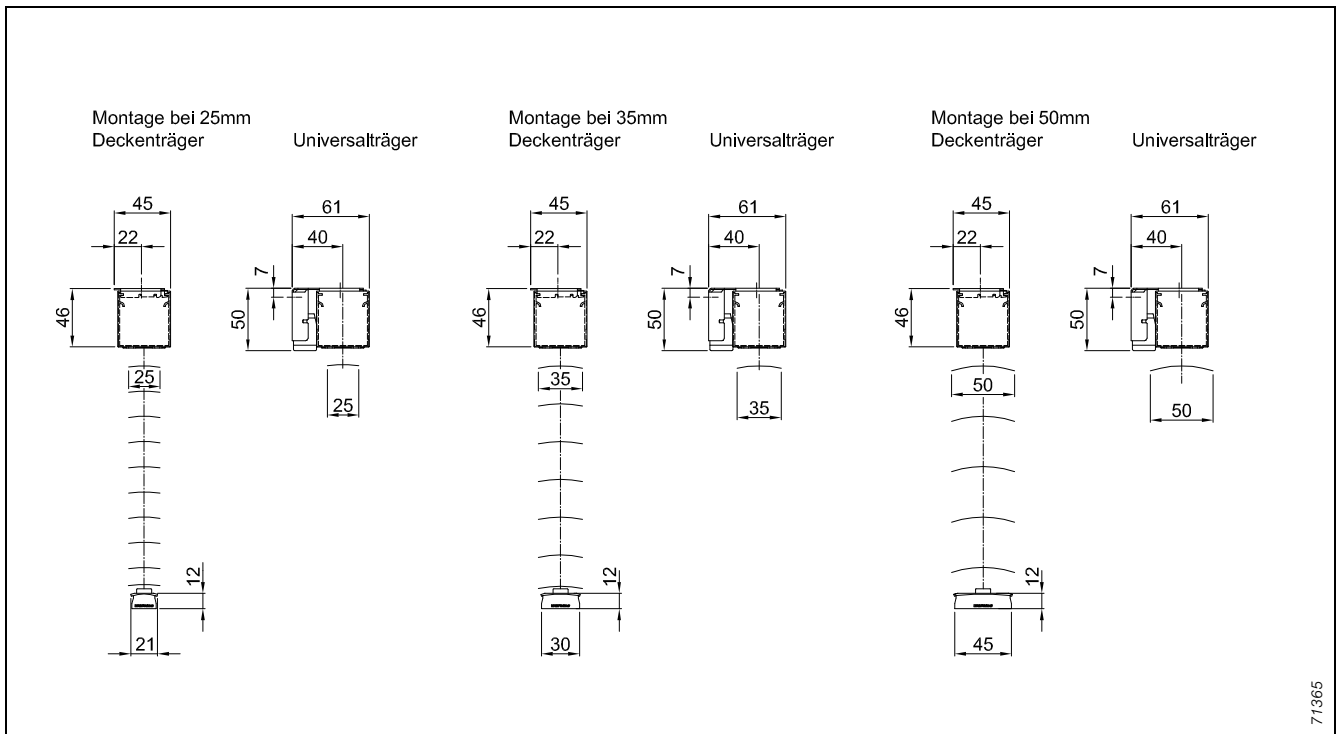 Montage bei 25mm
Deckenträger Universalträger
Montage bei 35mm
Deckenträger Universalträger
Montage bei 50mm
Deckenträger Universalträger
45 61 45 61 45 61
22 40 22 40 22 40
7 7 7
46 50 46 50 46 50
25 35 50
25 35 50
12 12 12
21 30 45
71365